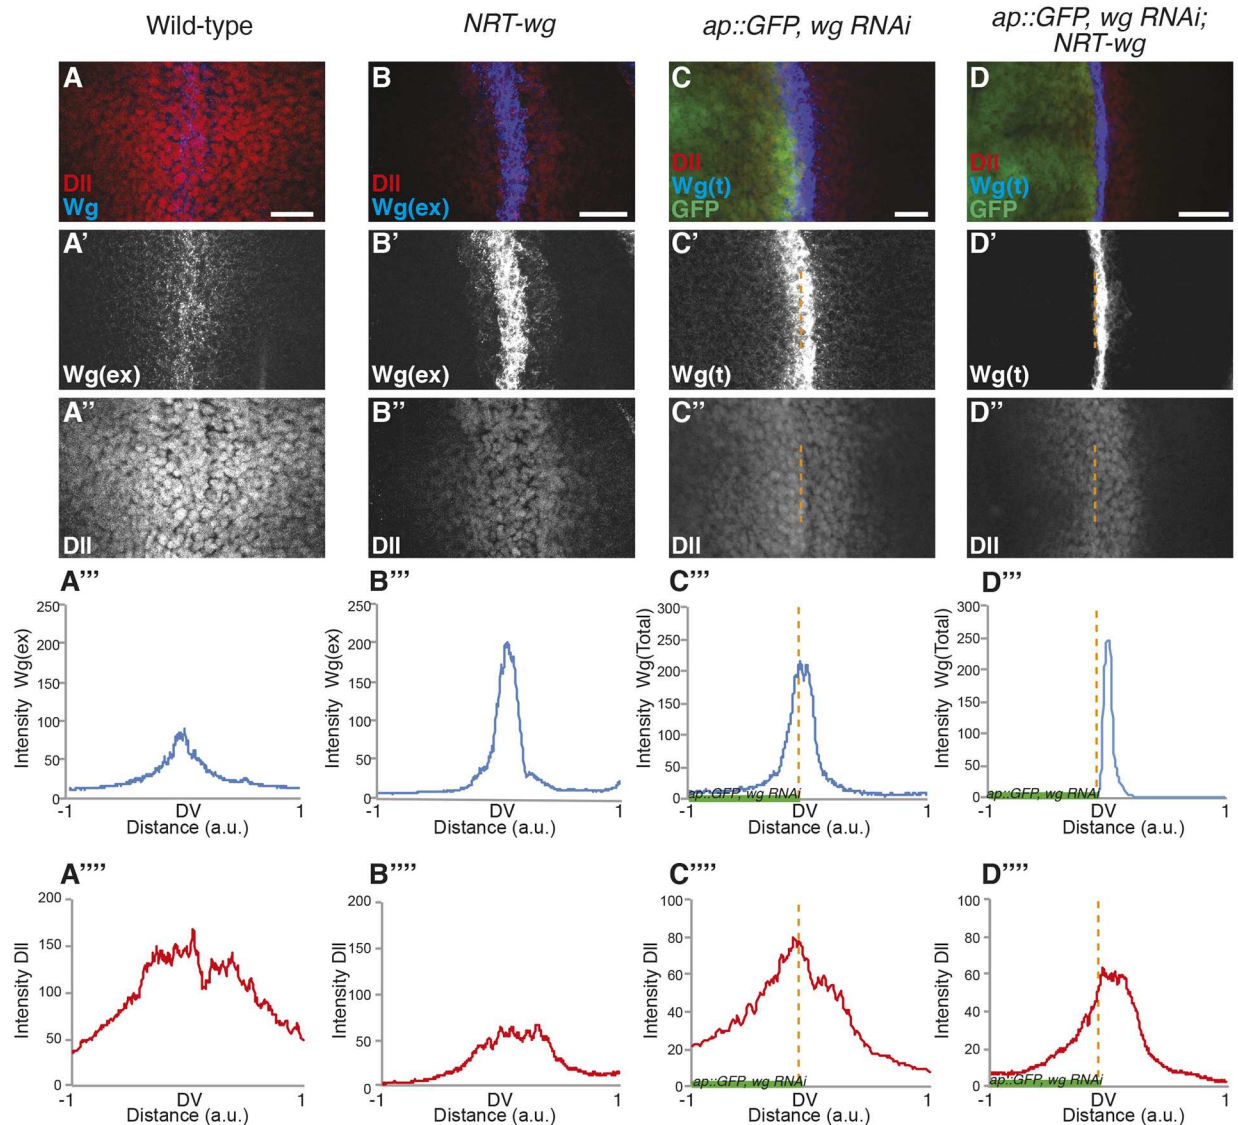 Wild-type
NRT-wg
ap::GFP, wg RNAi
ap::GFP, wg RNAi;
NRT-wg
A
Dll
Wg
B
Dll
Wg(ex)
C
Dll
Wg(t)
GFP
D
Dll
Wg(t)
GFP
A’
Wg(ex)
B’
Wg(ex)
C’
Wg(t)
D’
Wg(t)
A’’
Dll
B’’
Dll
C’’
Dll
D’’
Dll
A’’’
Intensity Wg(ex)
250
200
150
100
50
0
-1
DV
1
Distance (a.u.)
B’’’
Intensity Wg(ex)
250
200
150
100
50
0
-1
DV
1
Distance (a.u.)
C’’’
Intensity Wg(Total)
300
250
200
150
100
50
0
ap::GFP, wg RNAi
-1
DV
1
Distance (a.u.)
D’’’
Intensity Wg(Total)
300
250
200
150
100
50
0
ap::GFP, wg RNAi
-1
DV
1
Distance (a.u.)
A’’’’
Intensity Dll
200
150
100
50
0
-1
DV
1
Distance (a.u.)
B’’’’
Intensity Dll
200
150
100
50
0
-1
DV
1
Distance (a.u.)
C’’’’
Intensity Dll
100
80
60
40
20
0
ap::GFP, wg RNAi
-1
DV
1
Distance (a.u.)
D’’’’
Intensity Dll
100
80
60
40
20
0
ap::GFP, wg RNAi
-1
DV
1
Distance (a.u.)